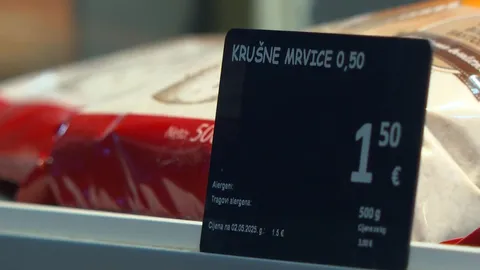 KRUŠNE MRVICE 0,50
1 50 €
Alergeni:
Tragovi alergena:
500 g
Cijena na 02.05.2025. g.: 1.5 €
Cijena za kg
3,00 €
Neto: 50